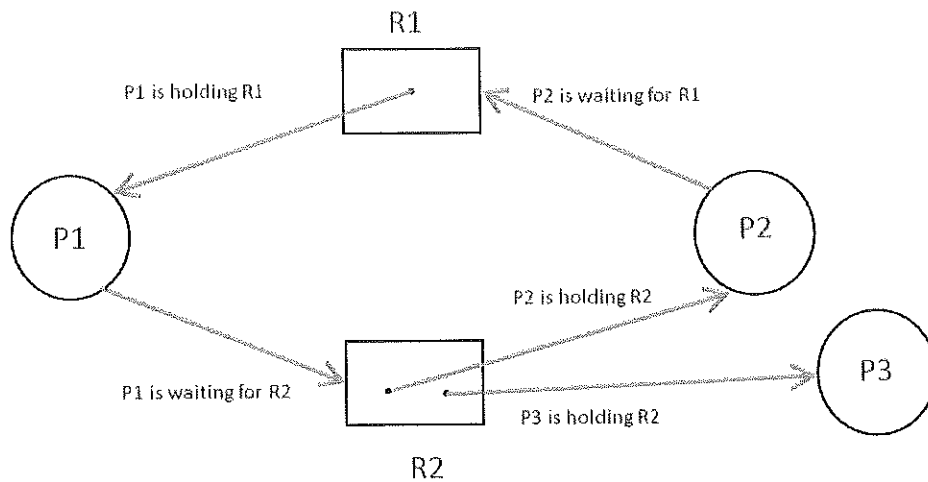 R1
P1 is holding R1
P2 is waiting for R1
P1
P2
P2 is holding R2
P3
P1 is waiting for R2
P3 is holding R2
R2